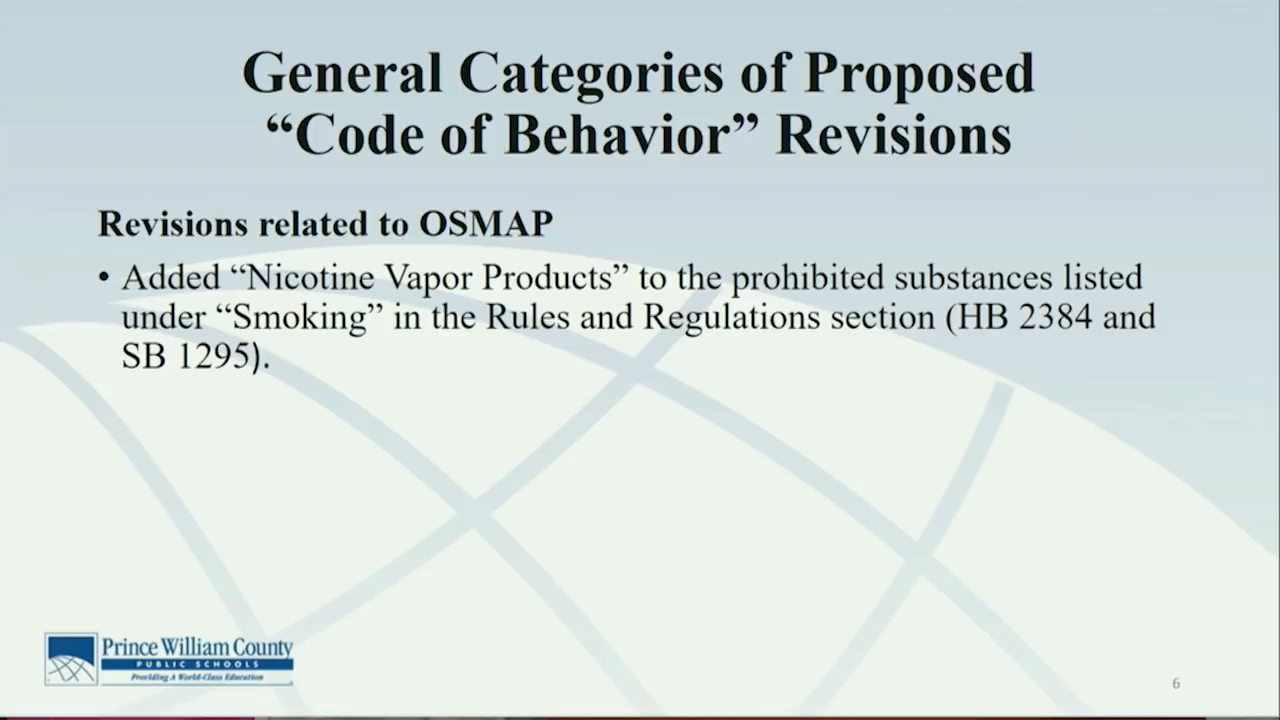 General Categories of Proposed
“Code of Behavior” Revisions
Revisions related to OSMAP
• Added “Nicotine Vapor Products” to the prohibited substances listed
under “Smoking” in the Rules and Regulations section (HB 2384 and
SB 1295).
Prince William County
PUBLIC SCHOOLS
Providing A World-Class Education
6